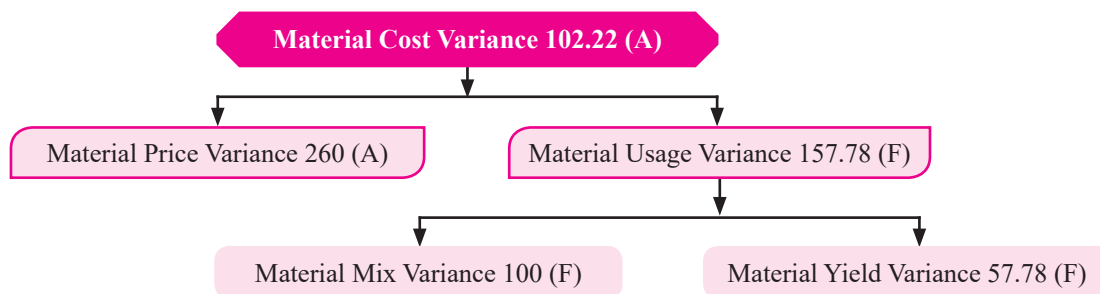 Material Cost Variance 102.22 (A)
Material Price Variance 260 (A)
Material Usage Variance 157.78 (F)
Material Mix Variance 100 (F)
Material Yield Variance 57.78 (F)